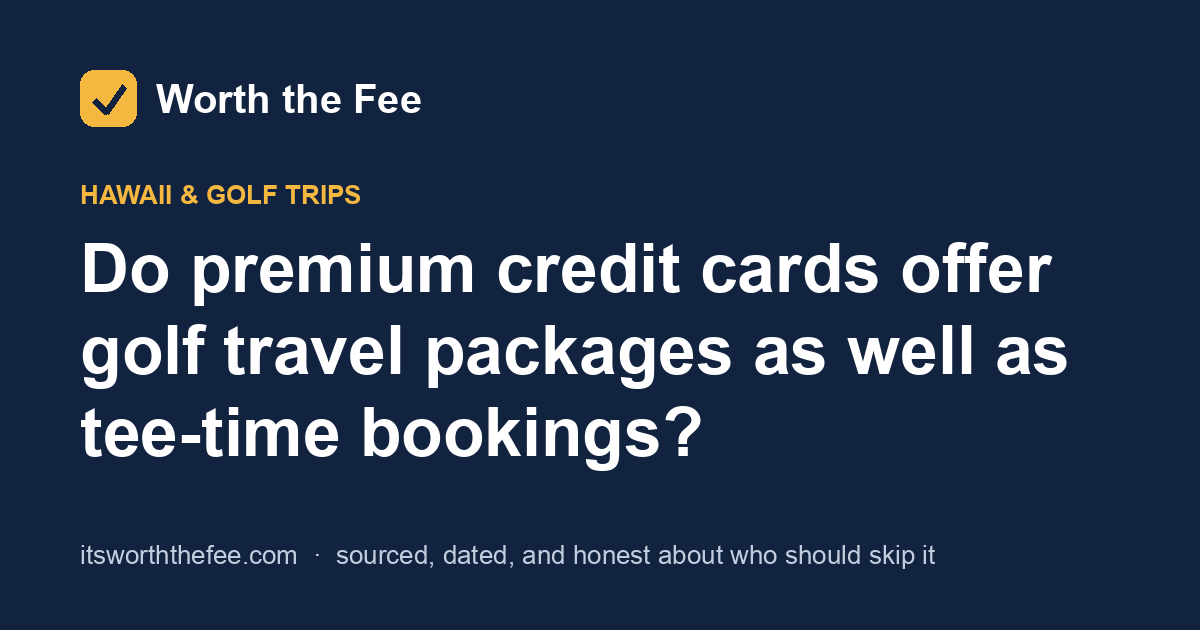 Worth the Fee
HAWAII & GOLF TRIPS
Do premium credit cards offer
golf travel packages as well as
tee-time bookings?
itsworththefee.com · sourced, dated, and honest about who should skip it